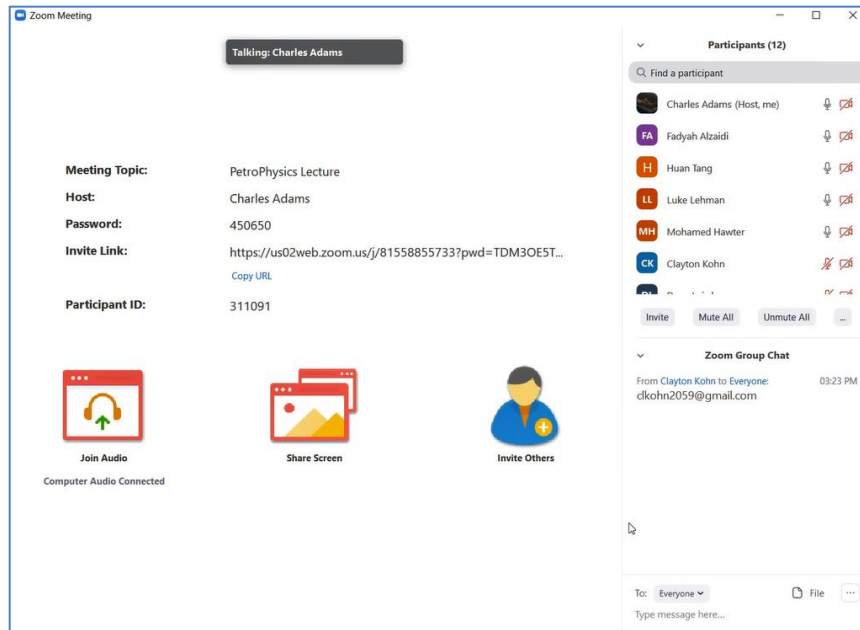 Zoom Meeting
Talking: Charles Adams
Meeting Topic: PetroPhysics Lecture
Host: Charles Adams
Password: 450650
Invite Link: https://us02web.zoom.us/j/81558855733?pwd=TDM3OE5T...
Copy URL
Participant ID: 311091
Join Audio
Computer Audio Connected
Share Screen
Invite Others
Participants (12)
Find a participant
Charles Adams (Host, me)
FA Fadyah Alzaidi
H Huan Tang
LL Luke Lehman
MH Mohamed Hawter
CK Clayton Kohn
Invite Mute All Unmute All ...
Zoom Group Chat
From Clayton Kohn to Everyone: 03:23 PM
clkohn2059@gmail.com
To: Everyone File ...
Type message here...